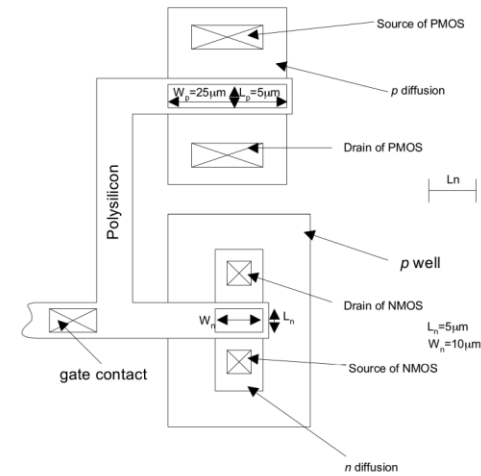 Source of PMOS
p diffusion
Wp=25μm
Lp=5μm
Drain of PMOS
Polysilicon
Ln
p well
Drain of NMOS
Wn
Ln
Ln=5μm
Wn=10μm
gate contact
Source of NMOS
n diffusion